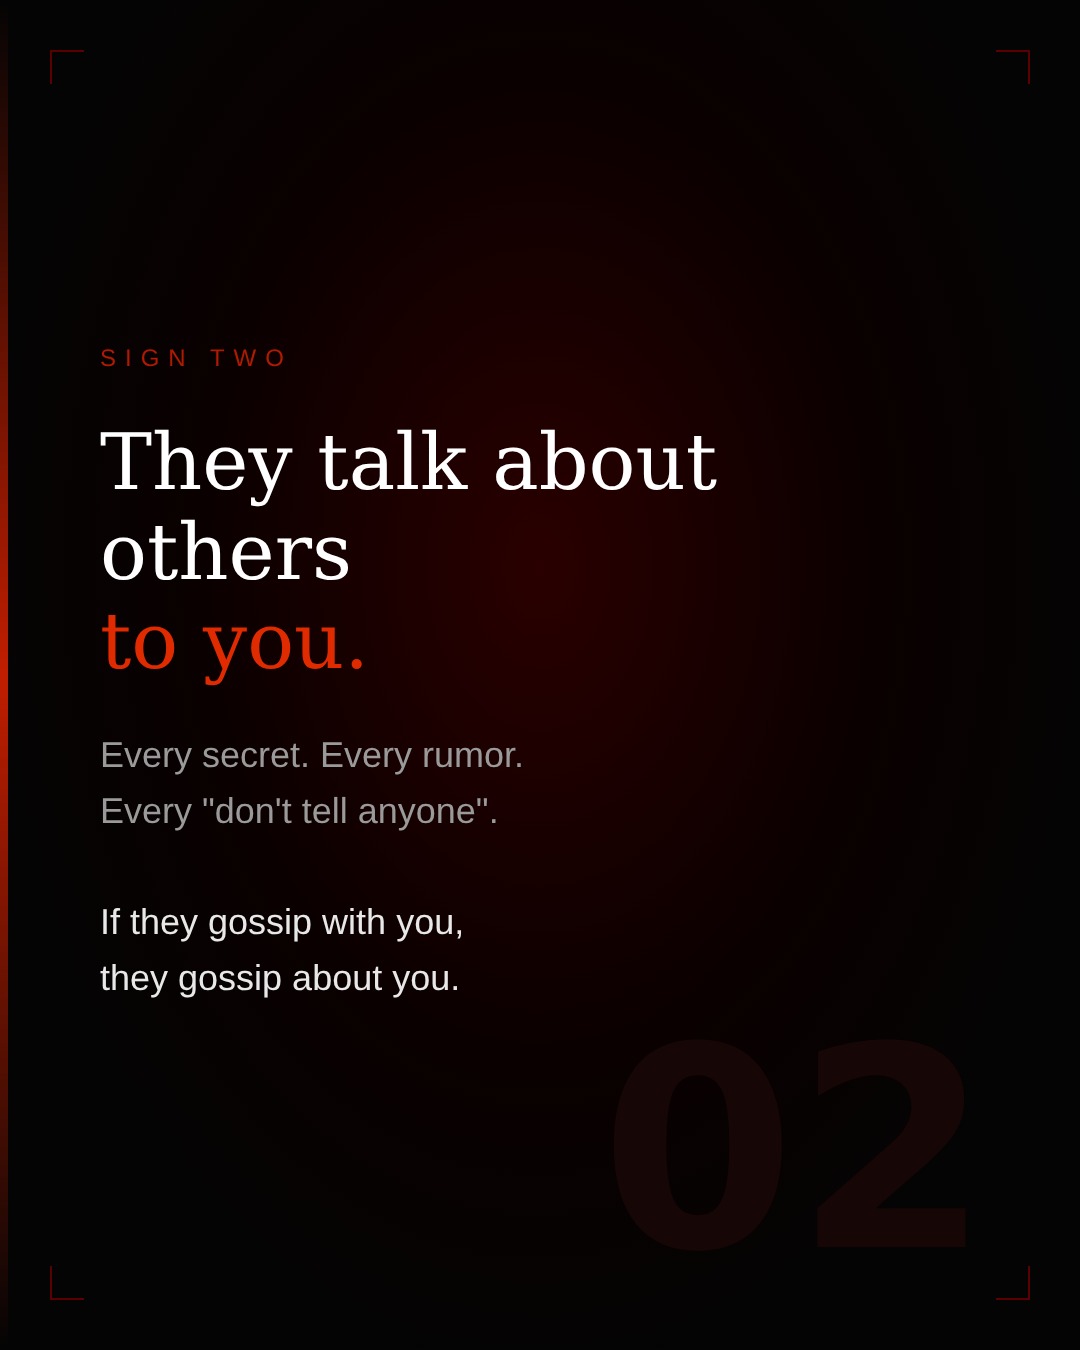 SIGN TWO
They talk about
others
to you.
Every secret. Every rumor.
Every "don't tell anyone".
If they gossip with you,
they gossip about you.
02